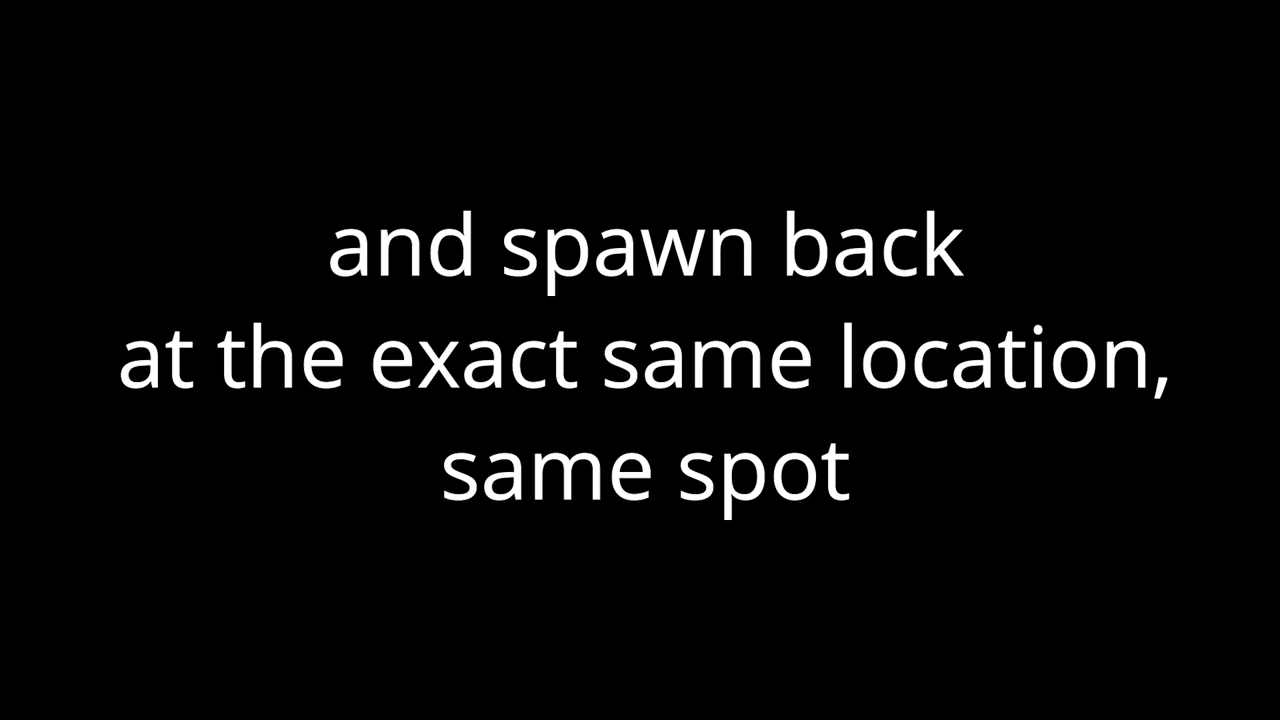 and spawn back
at the exact same location,
same spot